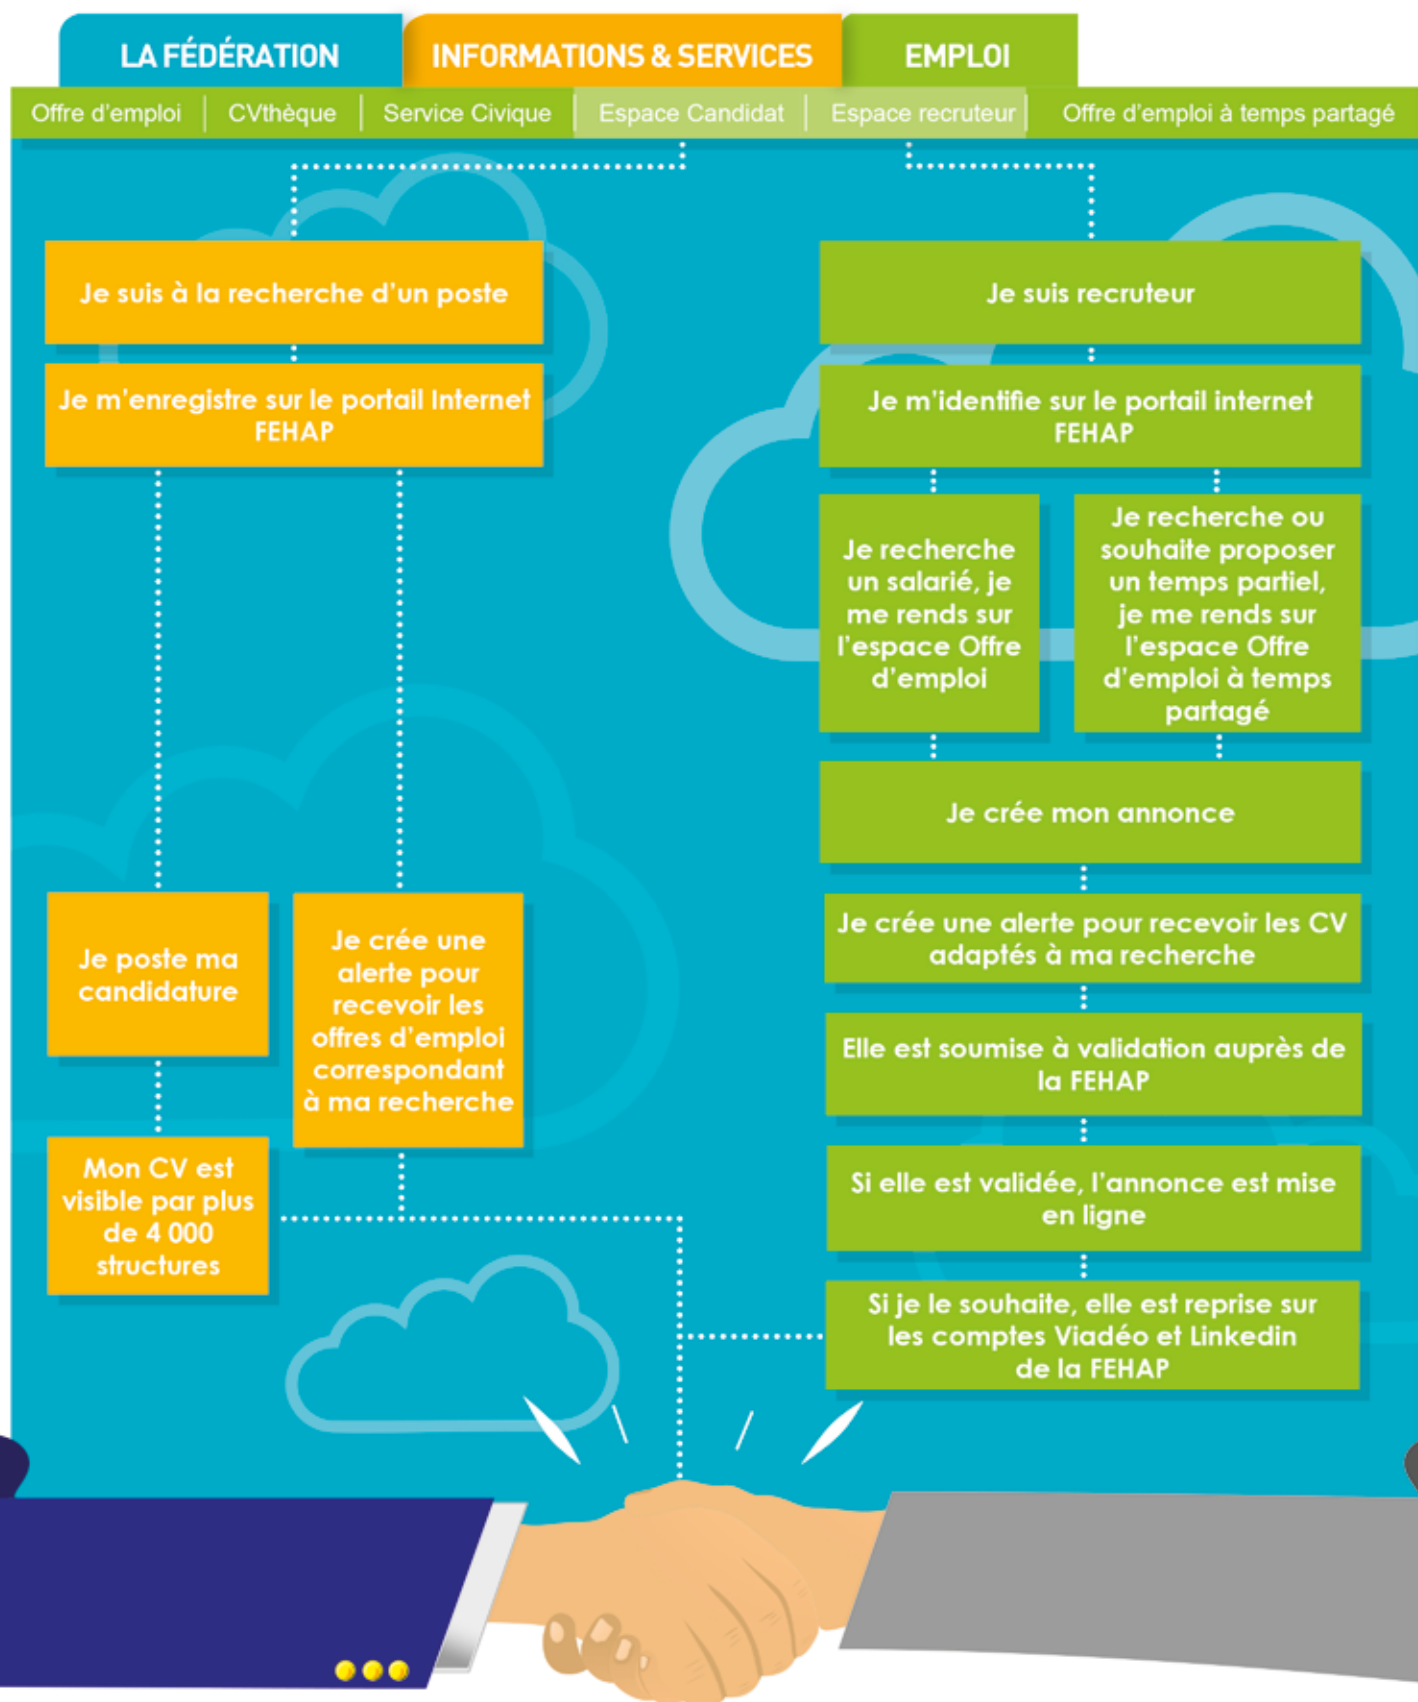 LA FÉDÉRATION
INFORMATIONS & SERVICES
EMPLOI
Offre d'emploi
CVthèque
Service Civique
Espace Candidat
Espace recruteur
Offre d'emploi à temps partagé
Je suis à la recherche d'un poste
Je m'enregistre sur le portail Internet
FEHAP
Je poste ma
candidature
Mon CV est
visible par plus
de 4 000
structures
Je crée une
alerte pour
recevoir les
offres d'emploi
correspondant
à ma recherche
Je suis recruteur
Je m'identifie sur le portail internet
FEHAP
Je recherche
un salarié, je
me rends sur
l'espace Offre
d'emploi
Je recherche ou
souhaite proposer
un temps partiel,
je me rends sur
l'espace Offre
d'emploi à temps
partagé
Je crée mon annonce
Je crée une alerte pour recevoir les CV
adaptés à ma recherche
Elle est soumise à validation auprès de
la FEHAP
Si elle est validée, l'annonce est mise
en ligne
Si je le souhaite, elle est reprise sur
les comptes Viadéo et Linkedin
de la FEHAP